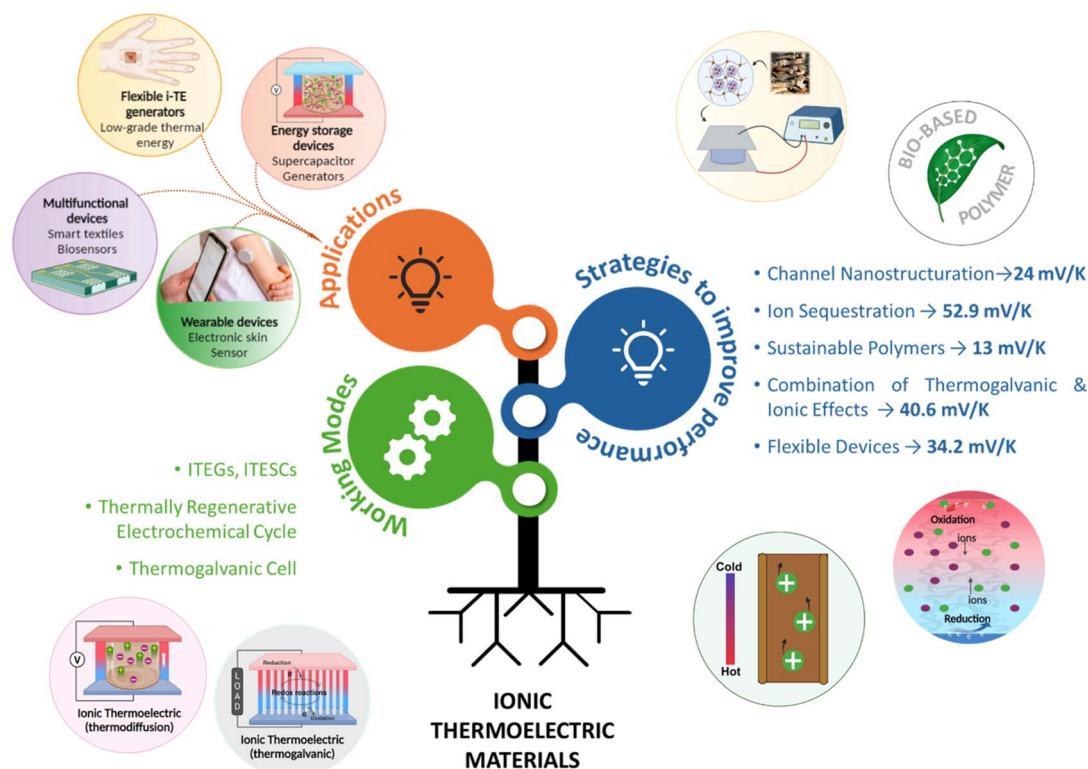 Flexible i-TE
generators
Low-grade thermal
energy
V
Energy storage
devices
Supercapacitor
Generators
Multifunctional
devices
Smart textiles
Biosensors
Wearable devices
Electronic skin
Sensor
Applications
BIO-BASED
POLYMER
Strategies to improve performance
• Channel Nanostructuration→24 mV/K
• Ion Sequestration → 52.9 mV/K
• Sustainable Polymers → 13 mV/K
• Combination of Thermogalvanic &
Ionic Effects → 40.6 mV/K
• Flexible Devices → 34.2 mV/K
Working Modes
• ITEGs, ITESCs
• Thermally Regenerative
Electrochemical Cycle
• Thermogalvanic Cell
V
Ionic Thermoelectric
(thermodiffusion)
LOAD
Reduction
e⁻
Redox reactions
e⁻
Oxidation
Ionic Thermoelectric
(thermogalvanic)
IONIC
THERMOELECTRIC
MATERIALS
Cold
Hot
+
+
+
Oxidation
ions
ions
Reduction